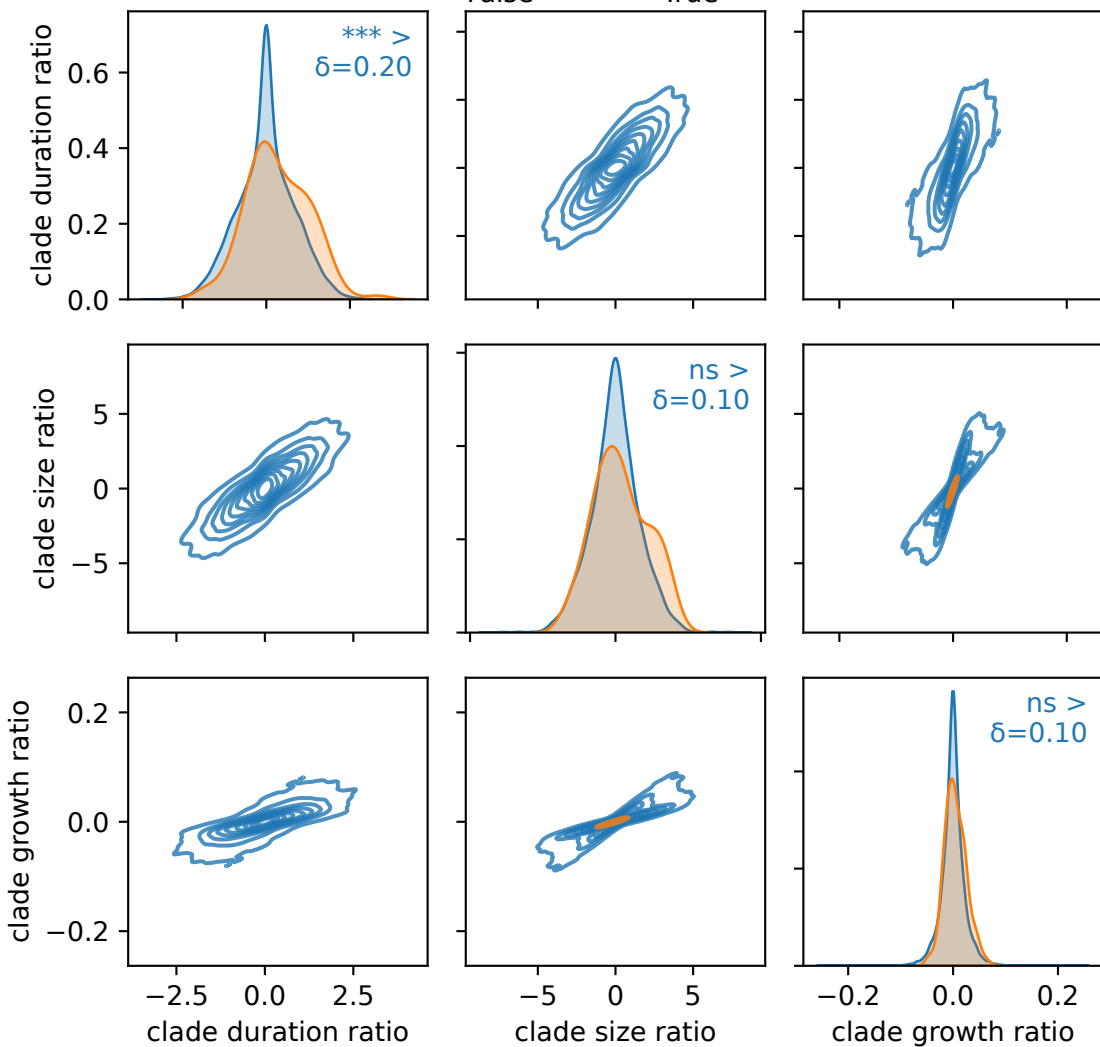 True
clade duration ratio
0.6
0.4
0.2
0.0
*** >
δ=0.20
clade size ratio
5
0
−5
ns >
δ=0.10
clade growth ratio
0.2
0.0
−0.2
ns >
δ=0.10
−2.5 0.0 2.5
−5 0 5
−0.2 0.0 0.2
clade duration ratio
clade size ratio
clade growth ratio